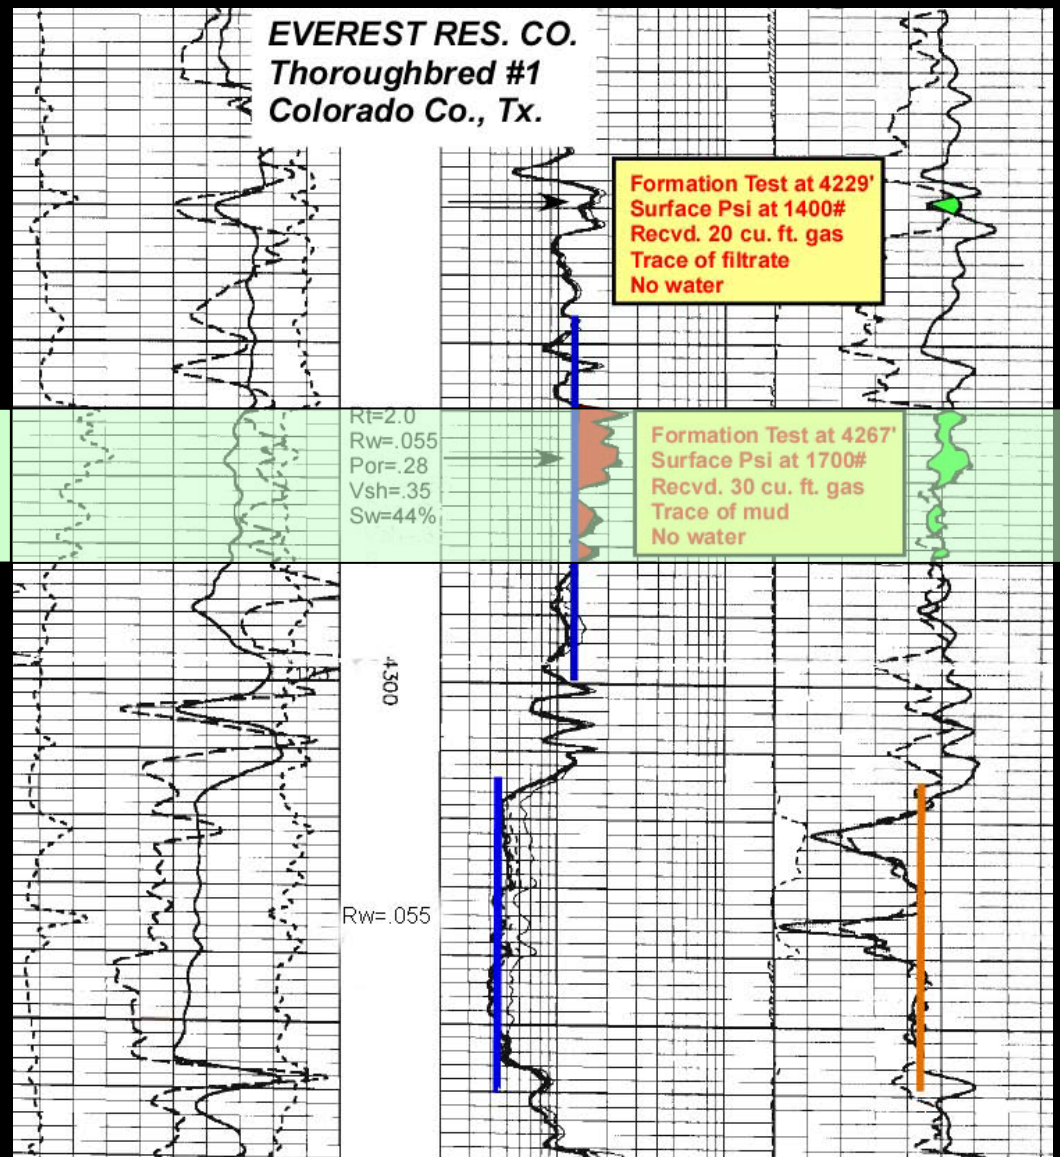 EVEREST RES. CO.
Thoroughbred #1
Colorado Co., Tx.
Formation Test at 4229'
Surface Psi at 1400#
Recvd. 20 cu. ft. gas
Trace of filtrate
No water
Rt=2.0
Rw=.055
Por=.28
Vsh=.35
Sw=44%
Formation Test at 4267'
Surface Psi at 1700#
Recvd. 30 cu. ft. gas
Trace of mud
No water
4300
Rw=.055